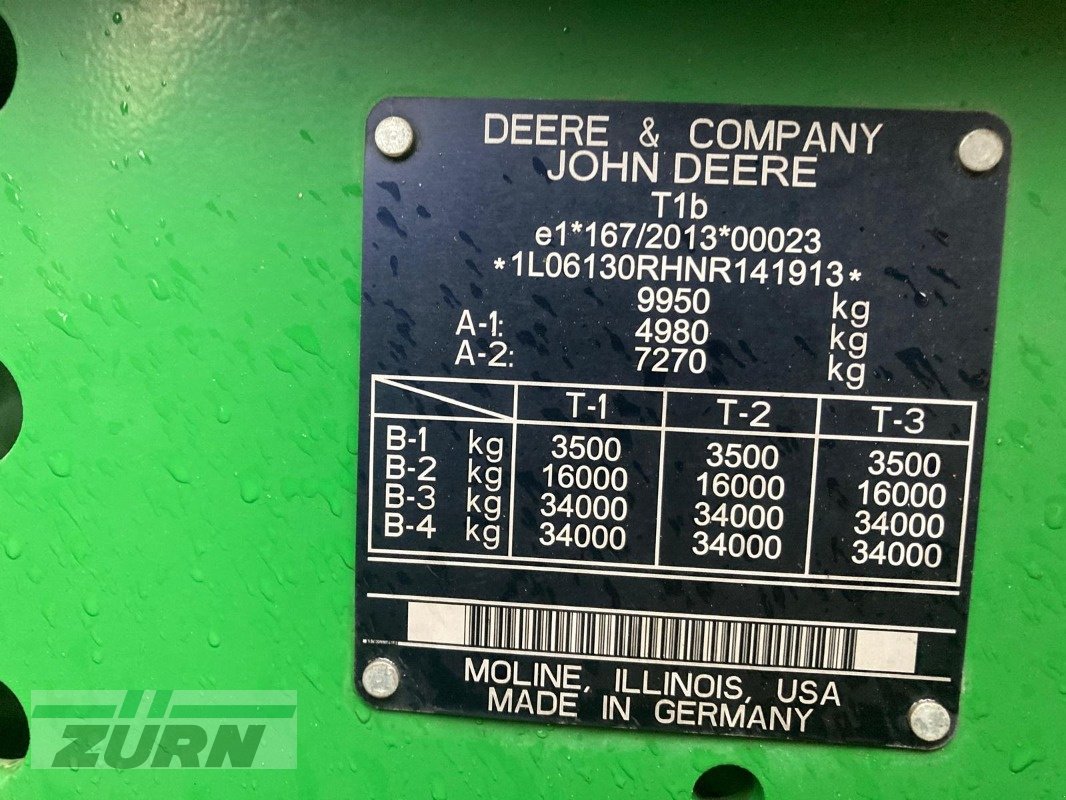 DEERE & COMPANY
JOHN DEERE
T1b
e1*167/2013*00023
*1L06130RHNR141913*
9950 kg
A-1: 4980 kg
A-2: 7270 kg
T-1 T-2 T-3
B-1 kg 3500 3500 3500
B-2 kg 16000 16000 16000
B-3 kg 34000 34000 34000
B-4 kg 34000 34000 34000
MOLINE, ILLINOIS, USA
MADE IN GERMANY
ZÜRN